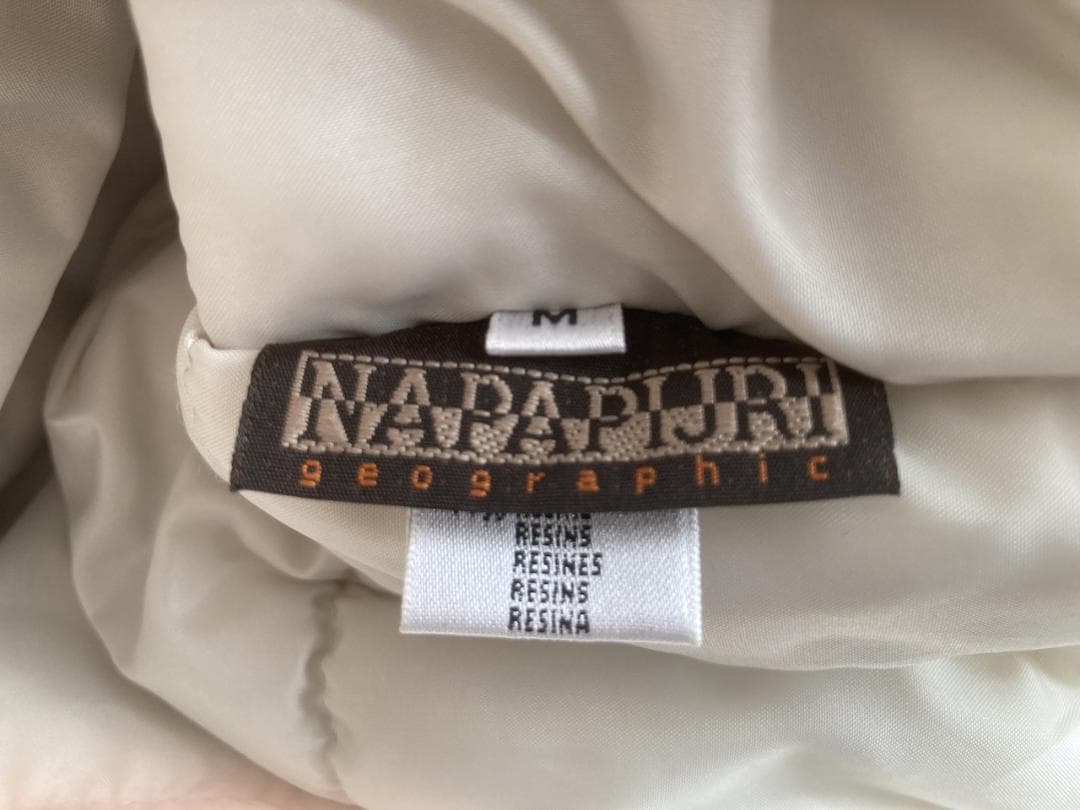 M
NAPAPIJRI
geographic
RESINS
RESINES
RESINS
RESINA